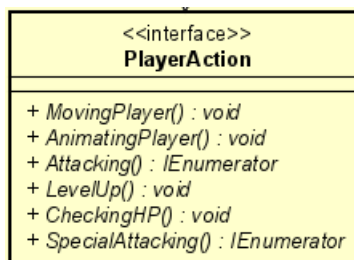 <<interface>>
PlayerAction
+ MovingPlayer() : void
+ AnimatingPlayer() : void
+ Attacking() : IEnumerator
+ LevelUp() : void
+ CheckingHP() : void
+ SpecialAttacking() : IEnumerator